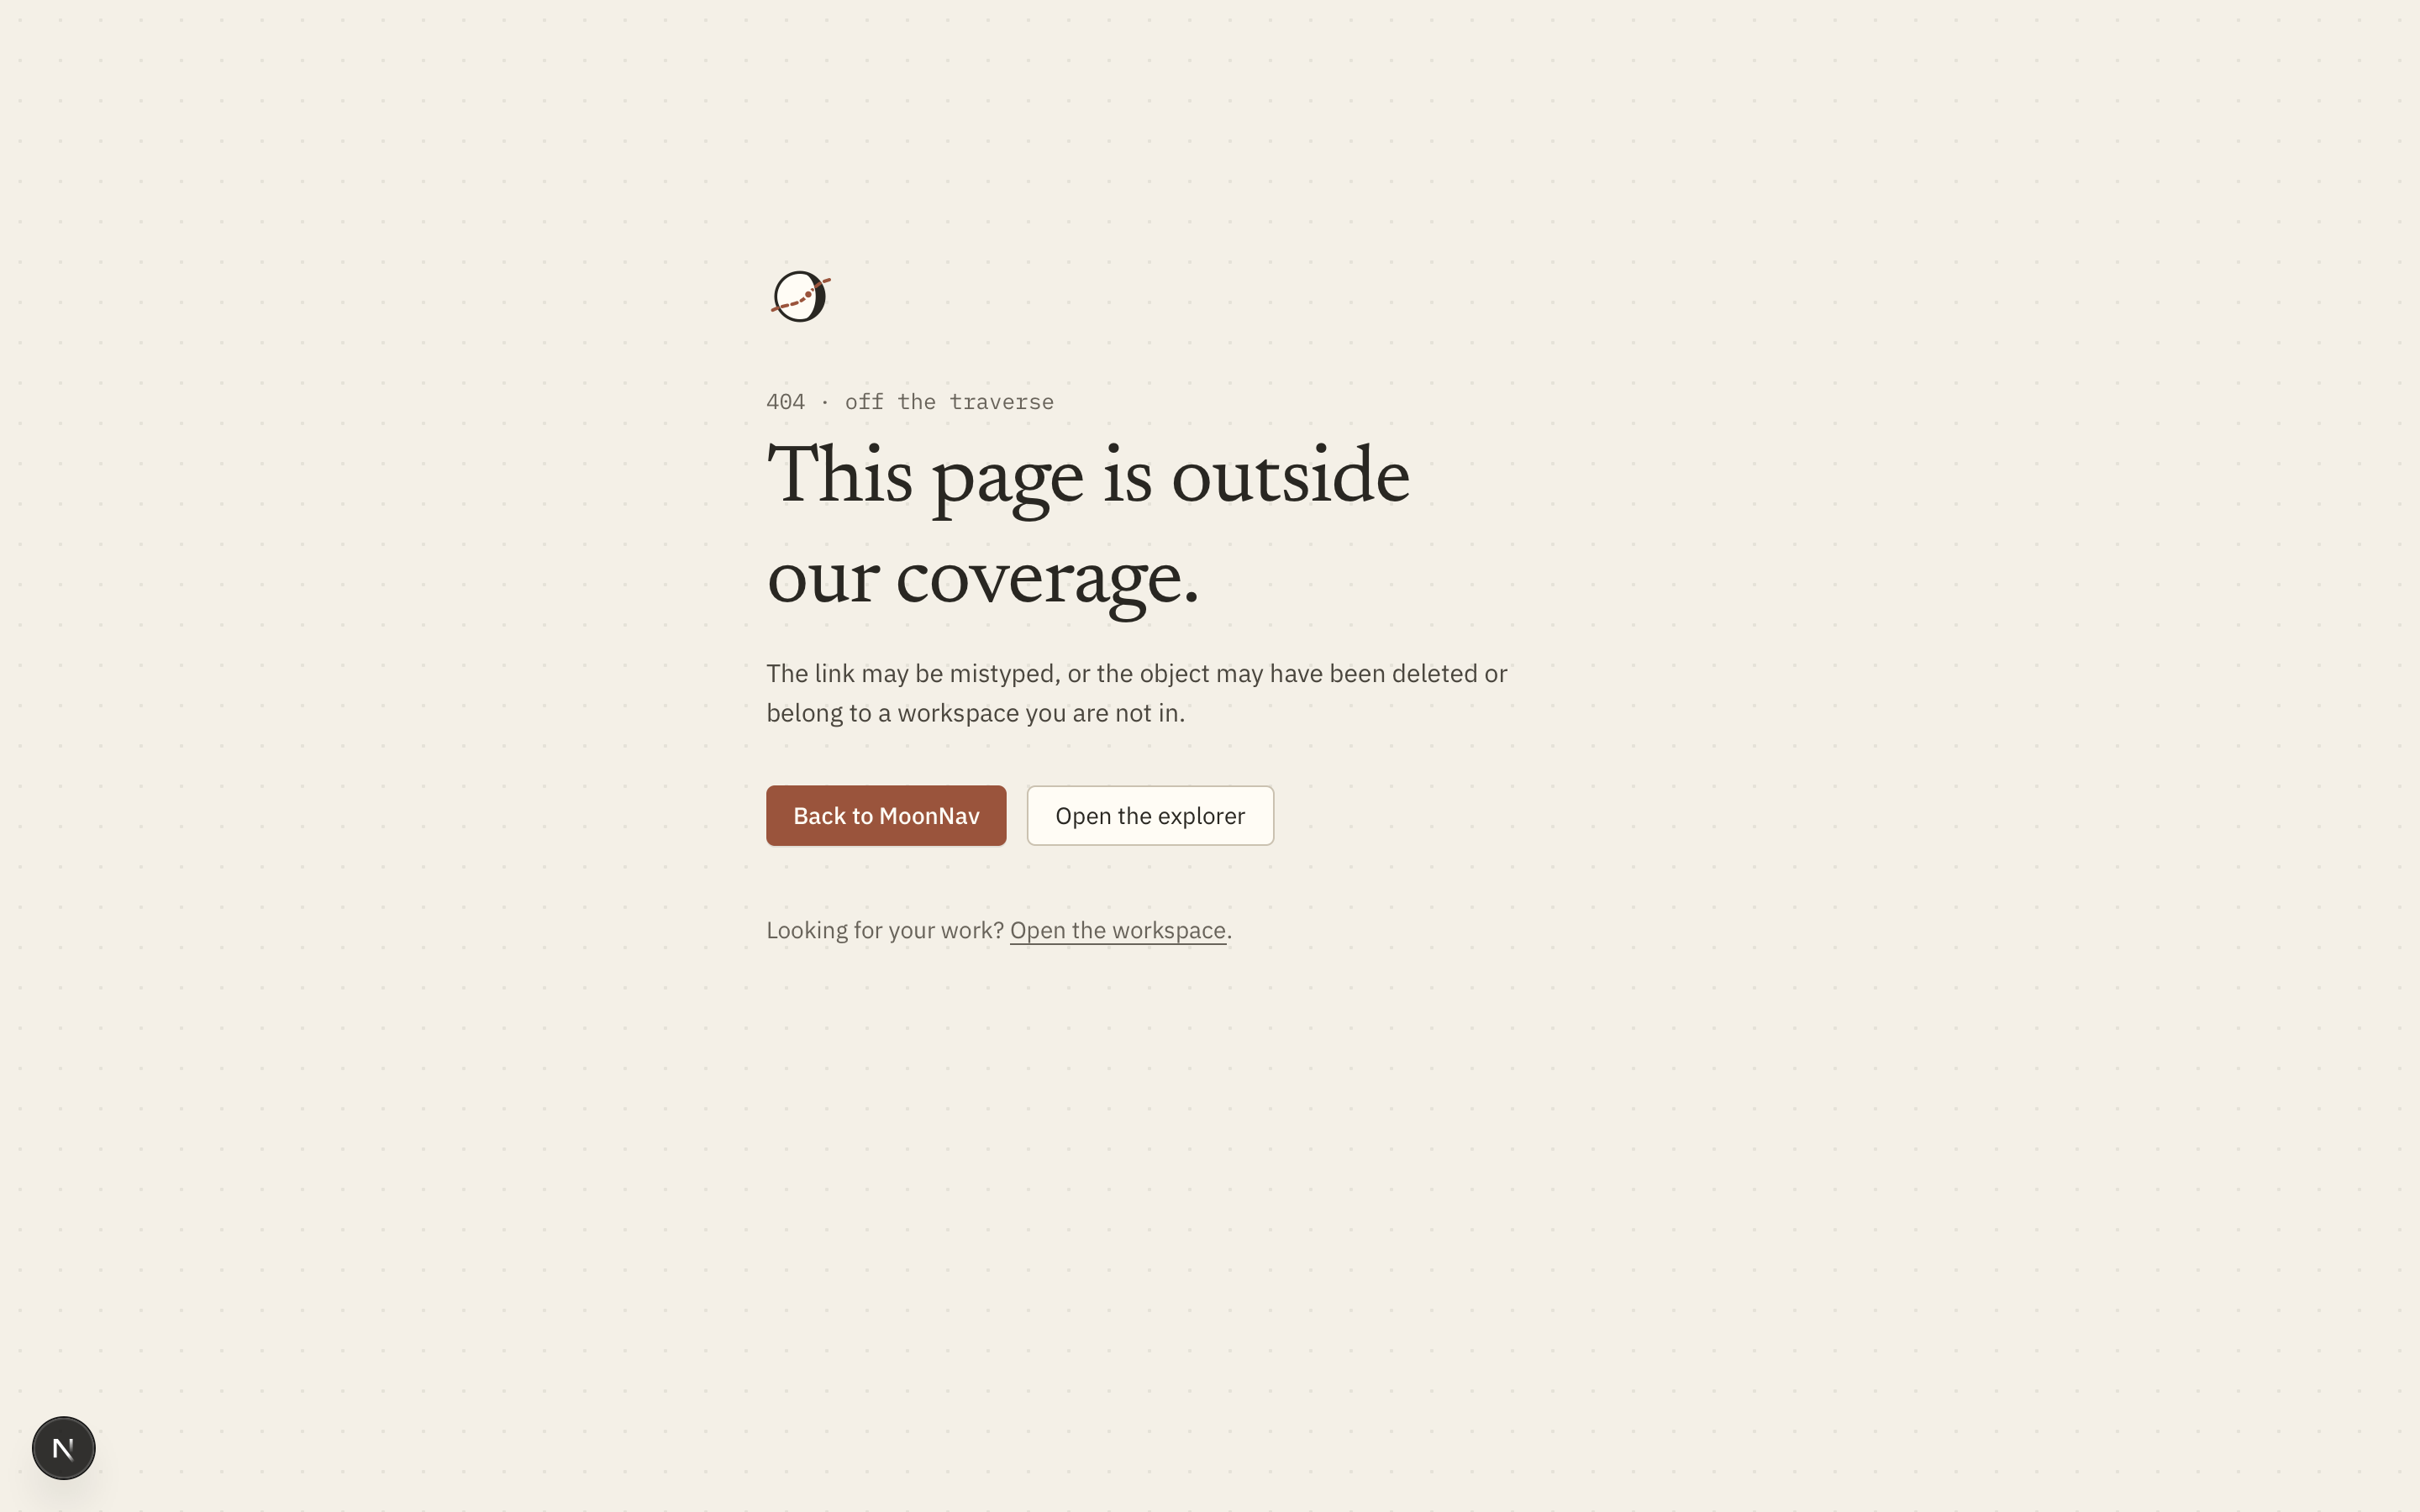 404 · off the traverse
This page is outside
our coverage.
The link may be mistyped, or the object may have been deleted or
belong to a workspace you are not in.
Back to MoonNav
Open the explorer
Looking for your work? Open the workspace.
N